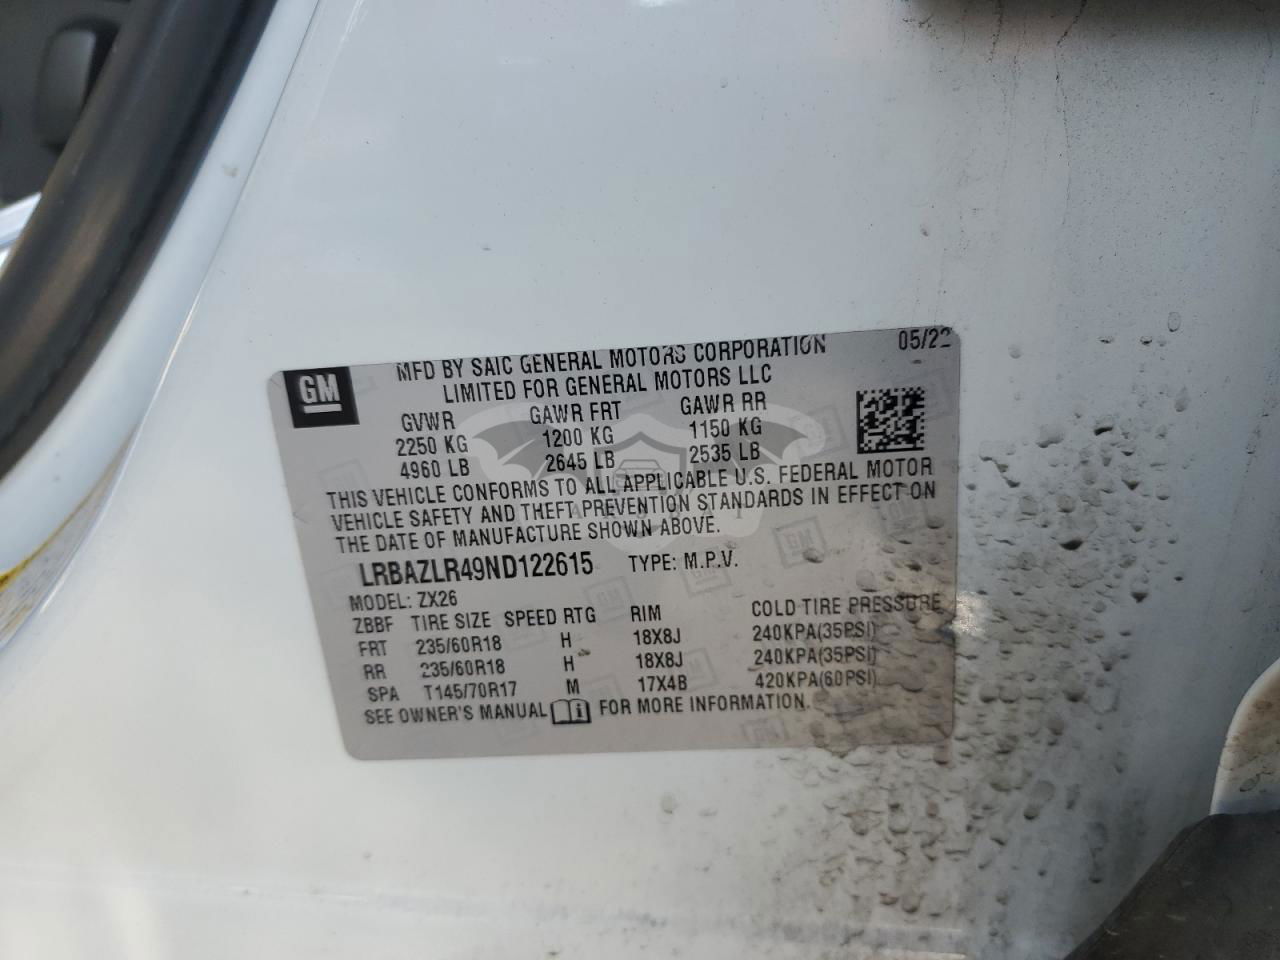 GM
MFD BY SAIC GENERAL MOTORS CORPORATION 05/22
LIMITED FOR GENERAL MOTORS LLC
GVWR GAWR FRT GAWR RR
2250 KG 1200 KG 1150 KG
4960 LB 2645 LB 2535 LB
THIS VEHICLE CONFORMS TO ALL APPLICABLE U.S. FEDERAL MOTOR
VEHICLE SAFETY AND THEFT PREVENTION STANDARDS IN EFFECT ON
THE DATE OF MANUFACTURE SHOWN ABOVE.
LRBAZLR49ND122615 TYPE: M.P.V.
MODEL: ZX26
ZBBF TIRE SIZE SPEED RTG RIM COLD TIRE PRESSURE
FRT 235/60R18 H 18X8J 240KPA(35PSI)
RR 235/60R18 H 18X8J 240KPA(35PSI)
SPA T145/70R17 M 17X4B 420KPA(60PSI)
SEE OWNER'S MANUAL FOR MORE INFORMATION.